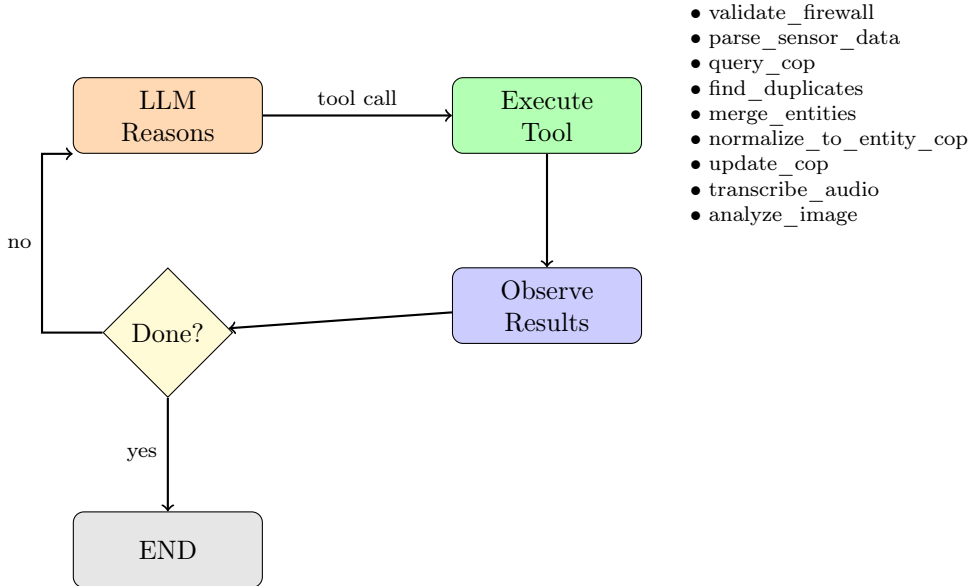 • validate_firewall
• parse_sensor_data
• query_cop
• find_duplicates
• merge_entities
• normalize_to_entity_cop
• update_cop
• transcribe_audio
• analyze_image
LLM
Reasons
tool call
Execute
Tool
no
Observe
Results
Done?
yes
END